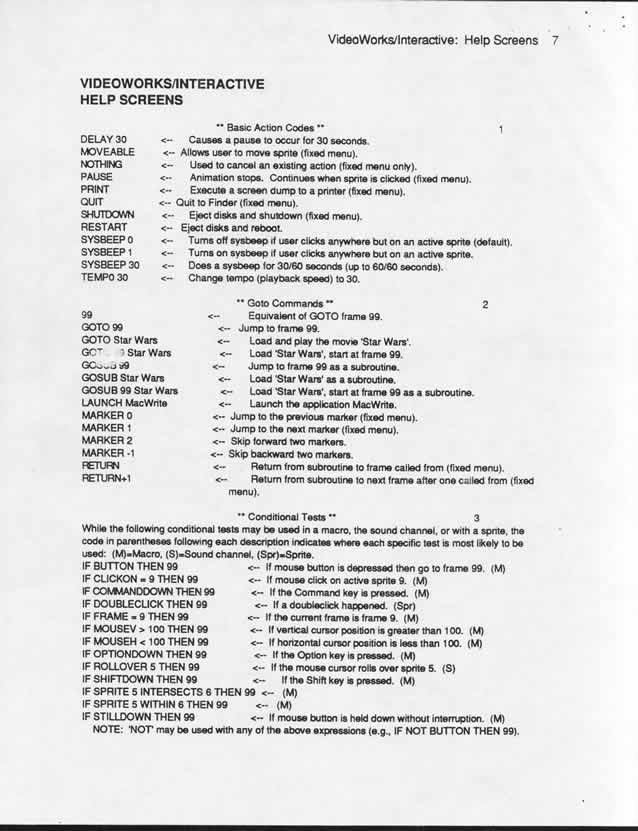 VideoWorks/Interactive: Help Screens 7
VIDEOWORKS/INTERACTIVE
HELP SCREENS
** Basic Action Codes ** 1
DELAY 30 <-- Causes a pause to occur for 30 seconds.
MOVEABLE <-- Allows user to move sprite (fixed menu).
NOTHING <-- Used to cancel an existing action (fixed menu only).
PAUSE <-- Animation stops. Continues when sprite is clicked (fixed menu).
PRINT <-- Execute a screen dump to a printer (fixed menu).
QUIT <-- Quit to Finder (fixed menu).
SHUTDOWN <-- Eject disks and shutdown (fixed menu).
RESTART <-- Eject disks and reboot.
SYSBEEP 0 <-- Turns off sysbeep if user clicks anywhere but on an active sprite (default).
SYSBEEP 1 <-- Turns on sysbeep if user clicks anywhere but on an active sprite.
SYSBEEP 30 <-- Does a sysbeep for 30/60 seconds (up to 60/60 seconds).
TEMP0 30 <-- Change tempo (playback speed) to 30.
** Goto Commands ** 2
99 <-- Equivalent of GOTO frame 99.
GOTO 99 <-- Jump to frame 99.
GOTO Star Wars <-- Load and play the movie 'Star Wars'.
Star Wars <-- Load 'Star Wars', start at frame 99.
99 <-- Jump to frame 99 as a subroutine.
GOSUB Star Wars <-- Load 'Star Wars' as a subroutine.
GOSUB 99 Star Wars <-- Load 'Star Wars', start at frame 99 as a subroutine.
LAUNCH MacWrite <-- Launch the application MacWrite.
MARKER 0 <-- Jump to the previous marker (fixed menu).
MARKER 1 <-- Jump to the next marker (fixed menu).
MARKER 2 <-- Skip forward two markers.
MARKER -1 <-- Skip backward two markers.
RETURN <-- Return from subroutine to frame called from (fixed menu).
RETURN+1 <-- Return from subroutine to next frame after one called from (fixed
menu).
** Conditional Tests ** 3
While the following conditional tests may be used in a macro, the sound channel, or with a sprite, the
code in parentheses following each description indicates where each specific test is most likely to be
used: (M)=Macro, (S)=Sound channel, (Spr)=Sprite.
IF BUTTON THEN 99 <-- If mouse button is depressed then go to frame 99. (M)
IF CLICKON = 9 THEN 99 <-- If mouse click on active sprite 9. (M)
IF COMMANDDOWN THEN 99 <-- If the Command key is pressed. (M)
IF DOUBLECLICK THEN 99 <-- If a doubleclick happened. (Spr)
IF FRAME = 9 THEN 99 <-- If the current frame is frame 9. (M)
IF MOUSEV > 100 THEN 99 <-- If vertical cursor position is greater than 100. (M)
IF MOUSEH < 100 THEN 99 <-- If horizontal cursor position is less than 100. (M)
IF OPTIONDOWN THEN 99 <-- If the Option key is pressed. (M)
IF ROLLOVER 5 THEN 99 <-- If the mouse cursor rolls over sprite 5. (S)
IF SHIFTDOWN THEN 99 <-- If the Shift key is pressed. (M)
IF SPRITE 5 INTERSECTS 6 THEN 99 <-- (M)
IF SPRITE 5 WITHIN 6 THEN 99 <-- (M)
IF STILLDOWN THEN 99 <-- If mouse button is held down without interruption. (M)
NOTE: 'NOT' may be used with any of the above expressions (e.g., IF NOT BUTTON THEN 99).